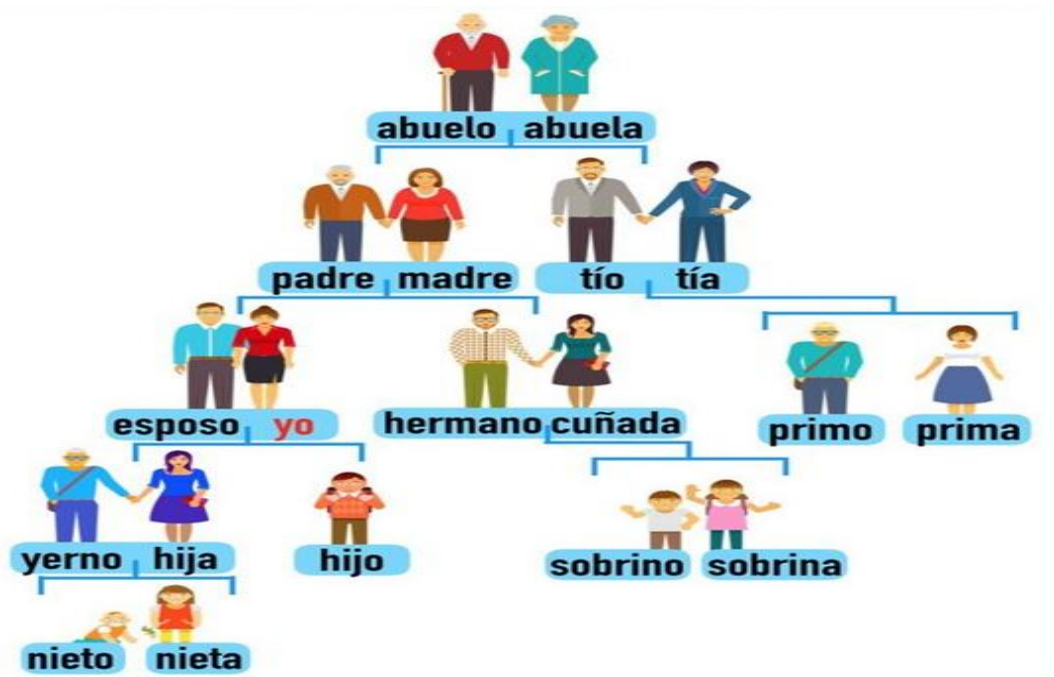 abuelo abuela
padre madre tío tía
esposo yo hermano cuñada primo prima
yerno hija hijo sobrino sobrina
nieto nieta